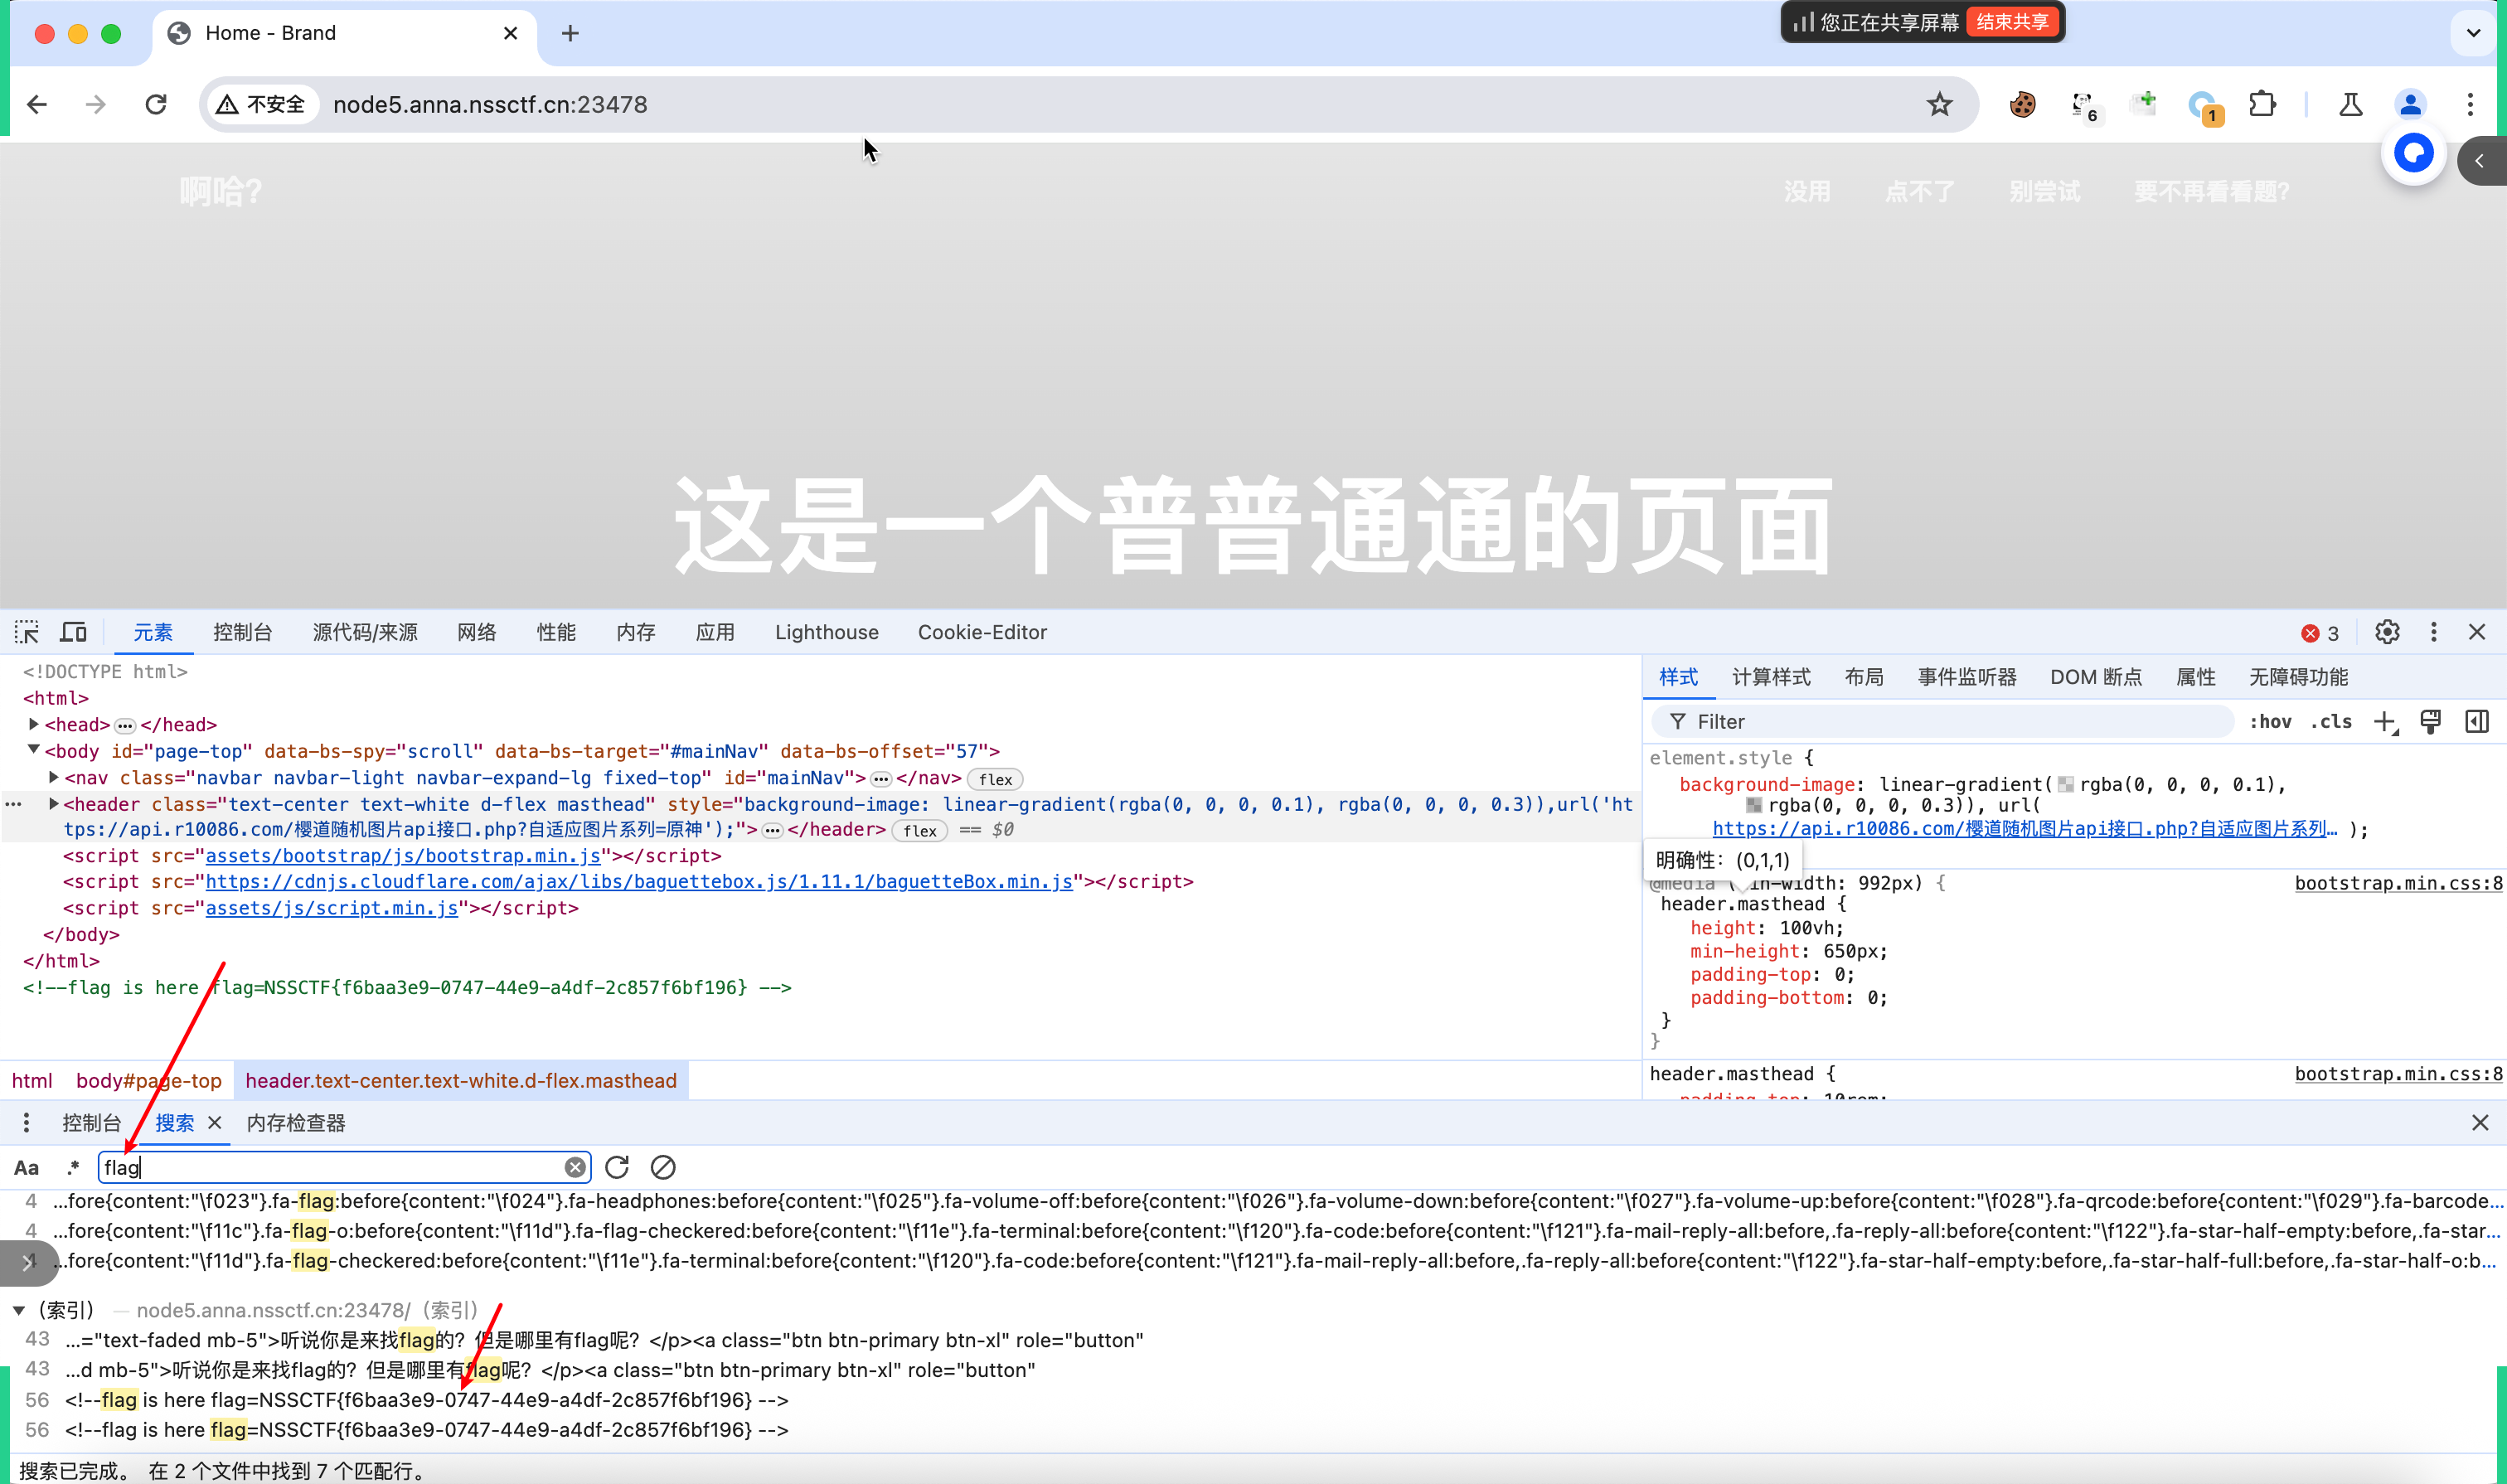 Home - Brand
您正在共享屏幕 结束共享
不安全 node5.anna.nssctf.cn:23478
6
1
啊哈?
没用 点不了 别尝试 要不再看看题?
这是一个普普通通的页面
元素 控制台 源代码/来源 网络 性能 内存 应用 Lighthouse Cookie-Editor
3
<!DOCTYPE html>
<html>
<head> ••• </head>
<body id="page-top" data-bs-spy="scroll" data-bs-target="#mainNav" data-bs-offset="57">
<nav class="navbar navbar-light navbar-expand-lg fixed-top" id="mainNav"> ••• </nav> flex
••• <header class="text-center text-white d-flex masthead" style="background-image: linear-gradient(rgba(0, 0, 0, 0.1), rgba(0, 0, 0, 0.3)),url('ht
tps://api.r10086.com/樱道随机图片api接口.php?自适应图片系列=原神');"> ••• </header> flex == $0
<script src="assets/bootstrap/js/bootstrap.min.js"></script>
<script src="https://cdnjs.cloudflare.com/ajax/libs/baguettebox.js/1.11.1/baguetteBox.min.js"></script>
<script src="assets/js/script.min.js"></script>
</body>
</html>
<!--flag is here flag=NSSCTF{f6baa3e9-0747-44e9-a4df-2c857f6bf196} -->
html body#page-top header.text-center.text-white.d-flex.masthead
样式 计算样式 布局 事件监听器 DOM 断点 属性 无障碍功能
Filter :hov .cls
element.style {
background-image: linear-gradient( rgba(0, 0, 0, 0.1),
rgba(0, 0, 0, 0.3)), url(
https://api.r10086.com/樱道随机图片api接口.php?自适应图片系列… );
明确性：(0,1,1)
@media (min-width: 992px) { bootstrap.min.css:8
header.masthead {
height: 100vh;
min-height: 650px;
padding-top: 0;
padding-bottom: 0;
}
}
header.masthead { bootstrap.min.css:8
padding-top: 10rem;
控制台 搜索 内存检查器
Aa .* flag
4 ...fore{content:"\f023"}.fa-flag:before{content:"\f024"}.fa-headphones:before{content:"\f025"}.fa-volume-off:before{content:"\f026"}.fa-volume-down:before{content:"\f027"}.fa-volume-up:before{content:"\f028"}.fa-qrcode:before{content:"\f029"}.fa-barcode...
4 ...fore{content:"\f11c"}.fa-flag-o:before{content:"\f11d"}.fa-flag-checkered:before{content:"\f11e"}.fa-terminal:before{content:"\f120"}.fa-code:before{content:"\f121"}.fa-mail-reply-all:before,.fa-reply-all:before{content:"\f122"}.fa-star-half-empty:before,.fa-star...
4 ...fore{content:"\f11d"}.fa-flag-checkered:before{content:"\f11e"}.fa-terminal:before{content:"\f120"}.fa-code:before{content:"\f121"}.fa-mail-reply-all:before,.fa-reply-all:before{content:"\f122"}.fa-star-half-empty:before,.fa-star-half-full:before,.fa-star-half-o:b...
（索引） — node5.anna.nssctf.cn:23478/（索引）
43 ...="text-faded mb-5">听说你是来找flag的？但是哪里有flag呢？</p><a class="btn btn-primary btn-xl" role="button"
43 ...d mb-5">听说你是来找flag的？但是哪里有flag呢？</p><a class="btn btn-primary btn-xl" role="button"
56 <!--flag is here flag=NSSCTF{f6baa3e9-0747-44e9-a4df-2c857f6bf196} -->
56 <!--flag is here flag=NSSCTF{f6baa3e9-0747-44e9-a4df-2c857f6bf196} -->
搜索已完成。 在 2 个文件中找到 7 个匹配行。